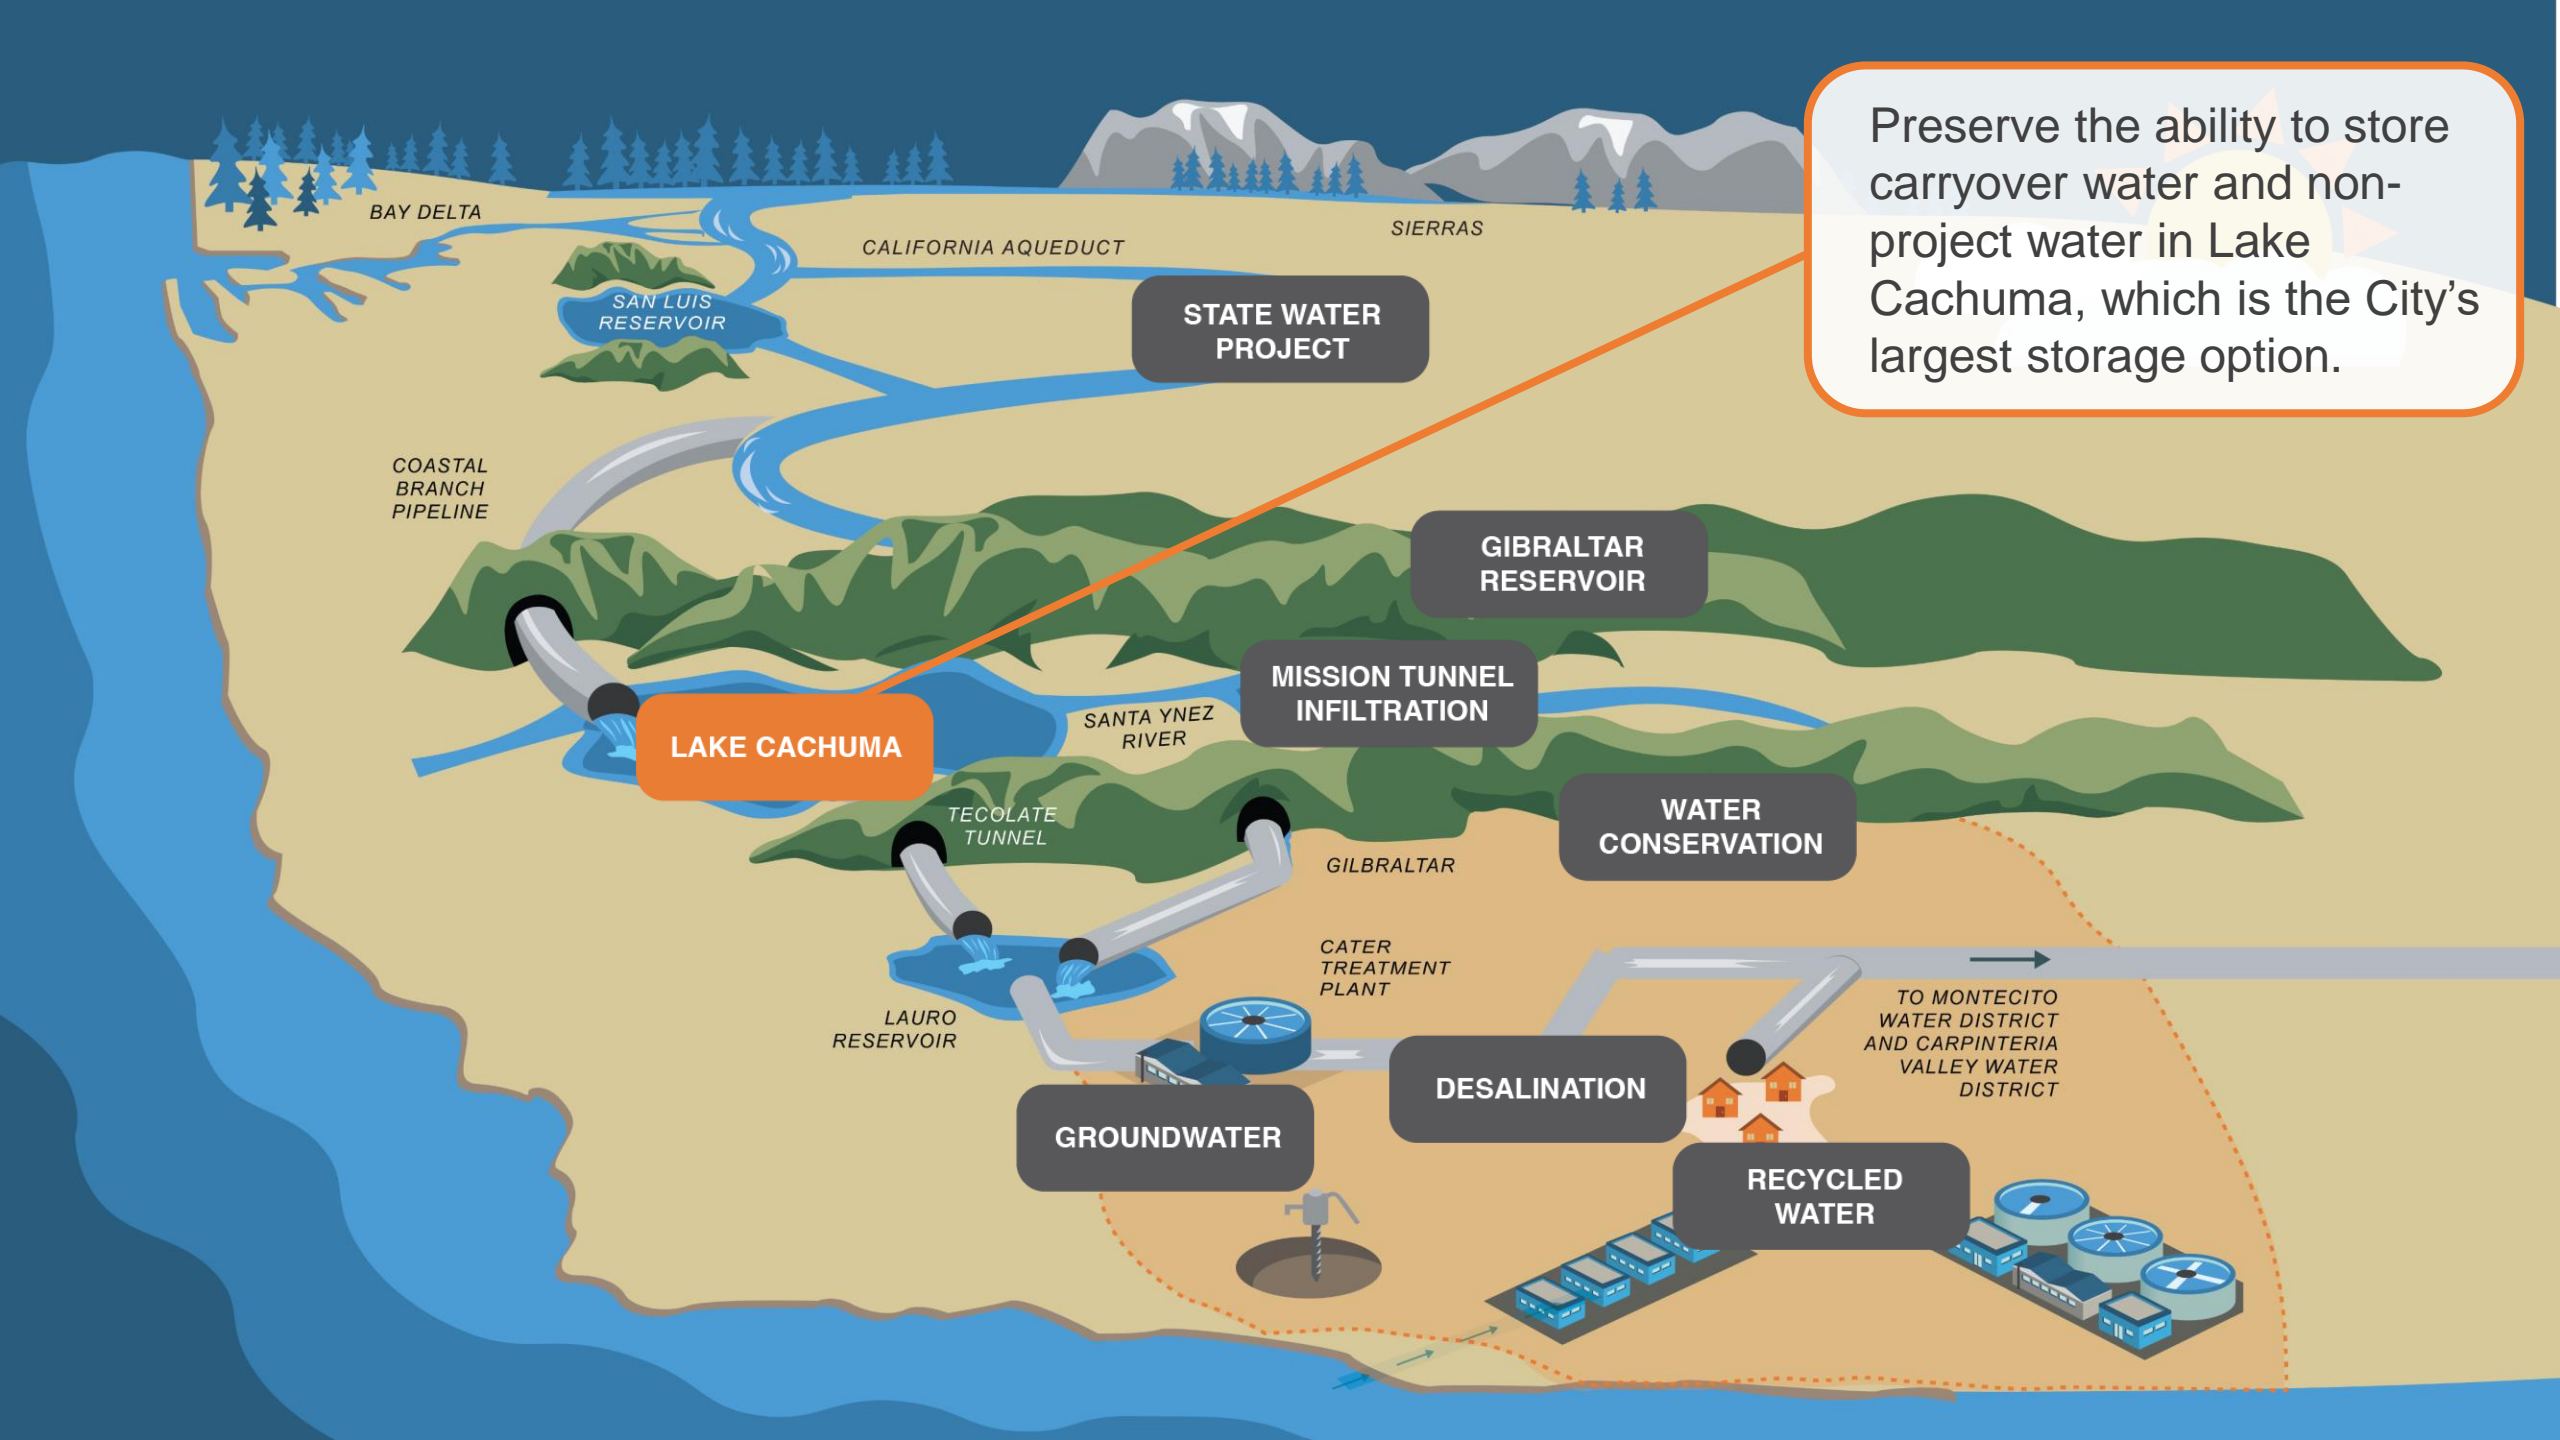 Preserve the ability to store
carryover water and non-
project water in Lake
Cachuma, which is the City’s
largest storage option.
BAY DELTA
CALIFORNIA AQUEDUCT
SIERRAS
SAN LUIS
RESERVOIR
STATE WATER
PROJECT
COASTAL
BRANCH
PIPELINE
GIBRALTAR
RESERVOIR
MISSION TUNNEL
INFILTRATION
SANTA YNEZ
RIVER
LAKE CACHUMA
TECOLATE
TUNNEL
WATER
CONSERVATION
GILBRALTAR
CATER
TREATMENT
PLANT
LAURO
RESERVOIR
TO MONTECITO
WATER DISTRICT
AND CARPINTERIA
VALLEY WATER
DISTRICT
DESALINATION
GROUNDWATER
RECYCLED
WATER